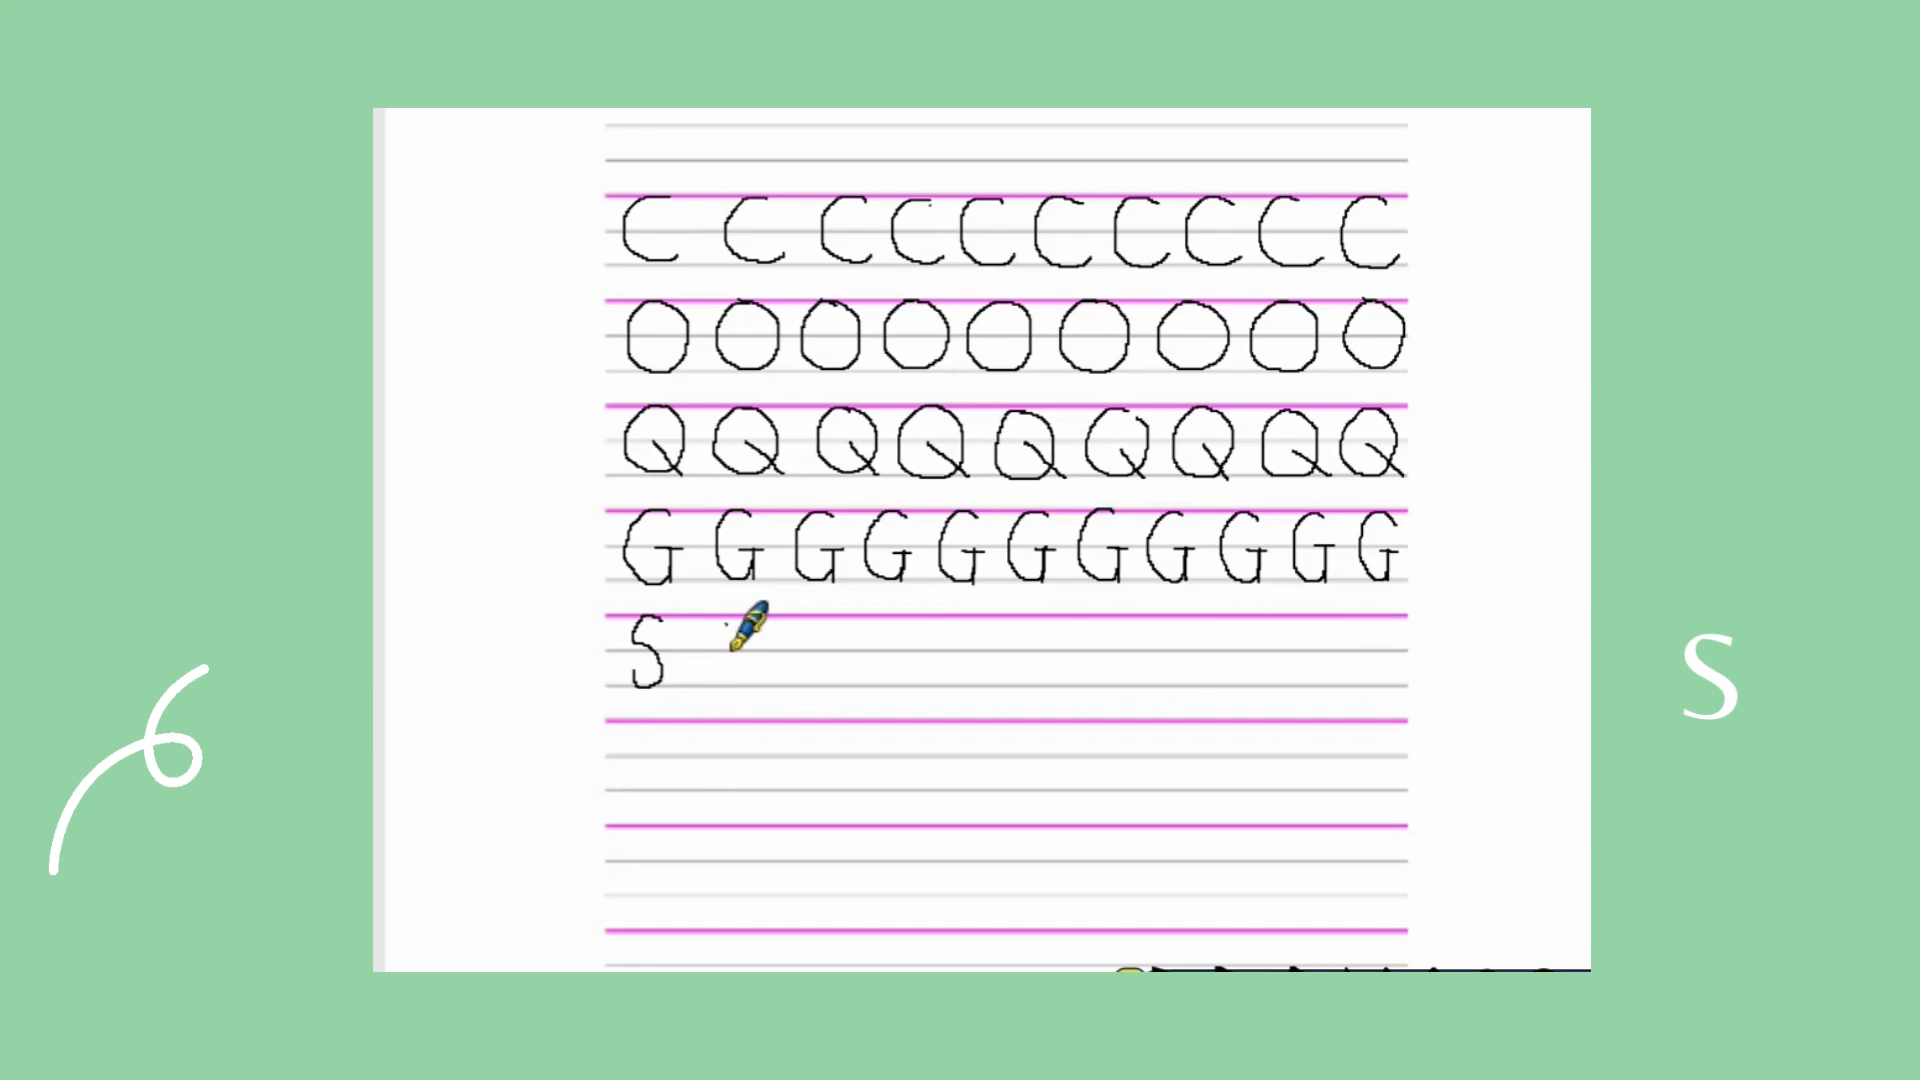 C C C C C C C C C C
O O O O O O O O O
Q Q Q Q Q Q Q Q Q
G G G G G G G G G G G
S
S